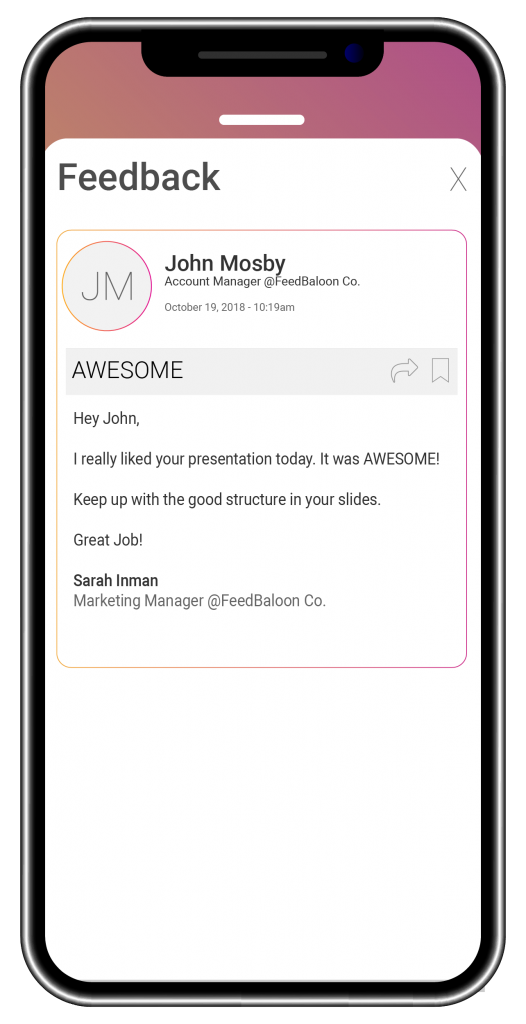 Feedback
X
JM
John Mosby
Account Manager @FeedBaloon Co.
October 19, 2018 - 10:19am
AWESOME
Hey John,
I really liked your presentation today. It was AWESOME!
Keep up with the good structure in your slides.
Great Job!
Sarah Inman
Marketing Manager @FeedBaloon Co.